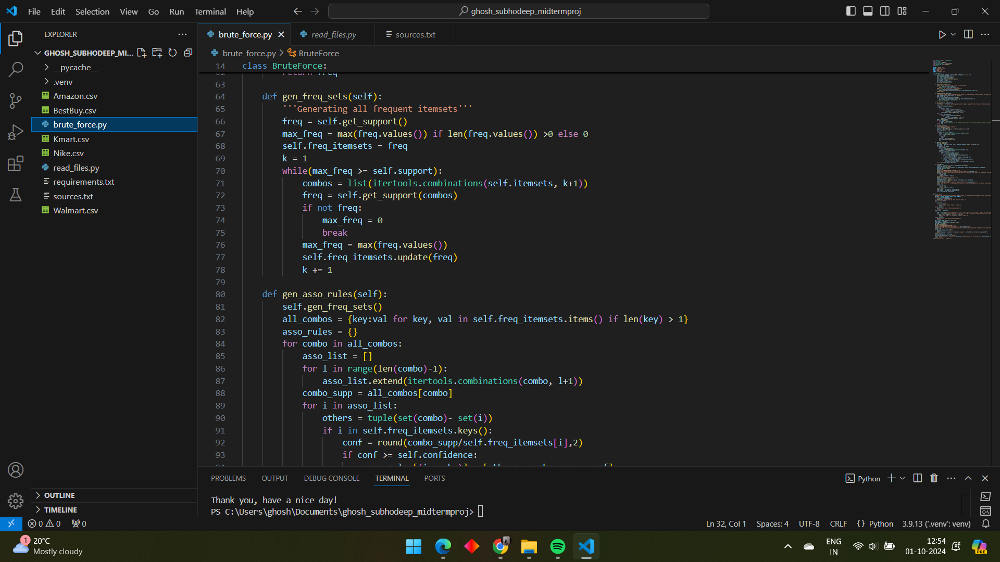 File Edit Selection View Go Run Terminal Help
ghosh_subhodeep_midtermproj
EXPLORER
GHOSH_SUBHODEEP_MI...
__pycache__
.venv
Amazon.csv
BestBuy.csv
brute_force.py
Kmart.csv
Nike.csv
read_files.py
requirements.txt
sources.txt
Walmart.csv
OUTLINE
TIMELINE
brute_force.py read_files.py sources.txt
brute_force.py > BruteForce
14 class BruteForce:
62 return freq
63
64 def gen_freq_sets(self):
65 '''Generating all frequent itemsets'''
66 freq = self.get_support()
67 max_freq = max(freq.values()) if len(freq.values()) >0 else 0
68 self.freq_itemsets = freq
69 k = 1
70 while(max_freq >= self.support):
71 combos = list(itertools.combinations(self.itemsets, k+1))
72 freq = self.get_support(combos)
73 if not freq:
74 max_freq = 0
75 break
76 max_freq = max(freq.values())
77 self.freq_itemsets.update(freq)
78 k += 1
79
80 def gen_asso_rules(self):
81 self.gen_freq_sets()
82 all_combos = {key:val for key, val in self.freq_itemsets.items() if len(key) > 1}
83 asso_rules = {}
84 for combo in all_combos:
85 asso_list = []
86 for l in range(len(combo)-1):
87 asso_list.extend(itertools.combinations(combo, l+1))
88 combo_supp = all_combos[combo]
89 for i in asso_list:
90 others = tuple(set(combo)- set(i))
91 if i in self.freq_itemsets.keys():
92 conf = round(combo_supp/self.freq_itemsets[i],2)
93 if conf >= self.confidence:
PROBLEMS OUTPUT DEBUG CONSOLE TERMINAL PORTS
Python
Thank you, have a nice day!
PS C:\Users\ghosh\Documents\ghosh_subhodeep_midtermproj>
0 0 0
Ln 32, Col 1 Spaces: 4 UTF-8 CRLF {} Python 3.9.13 ('.venv': venv)
1
20°C
Mostly cloudy
ENG
IN
12:54
01-10-2024
PRE